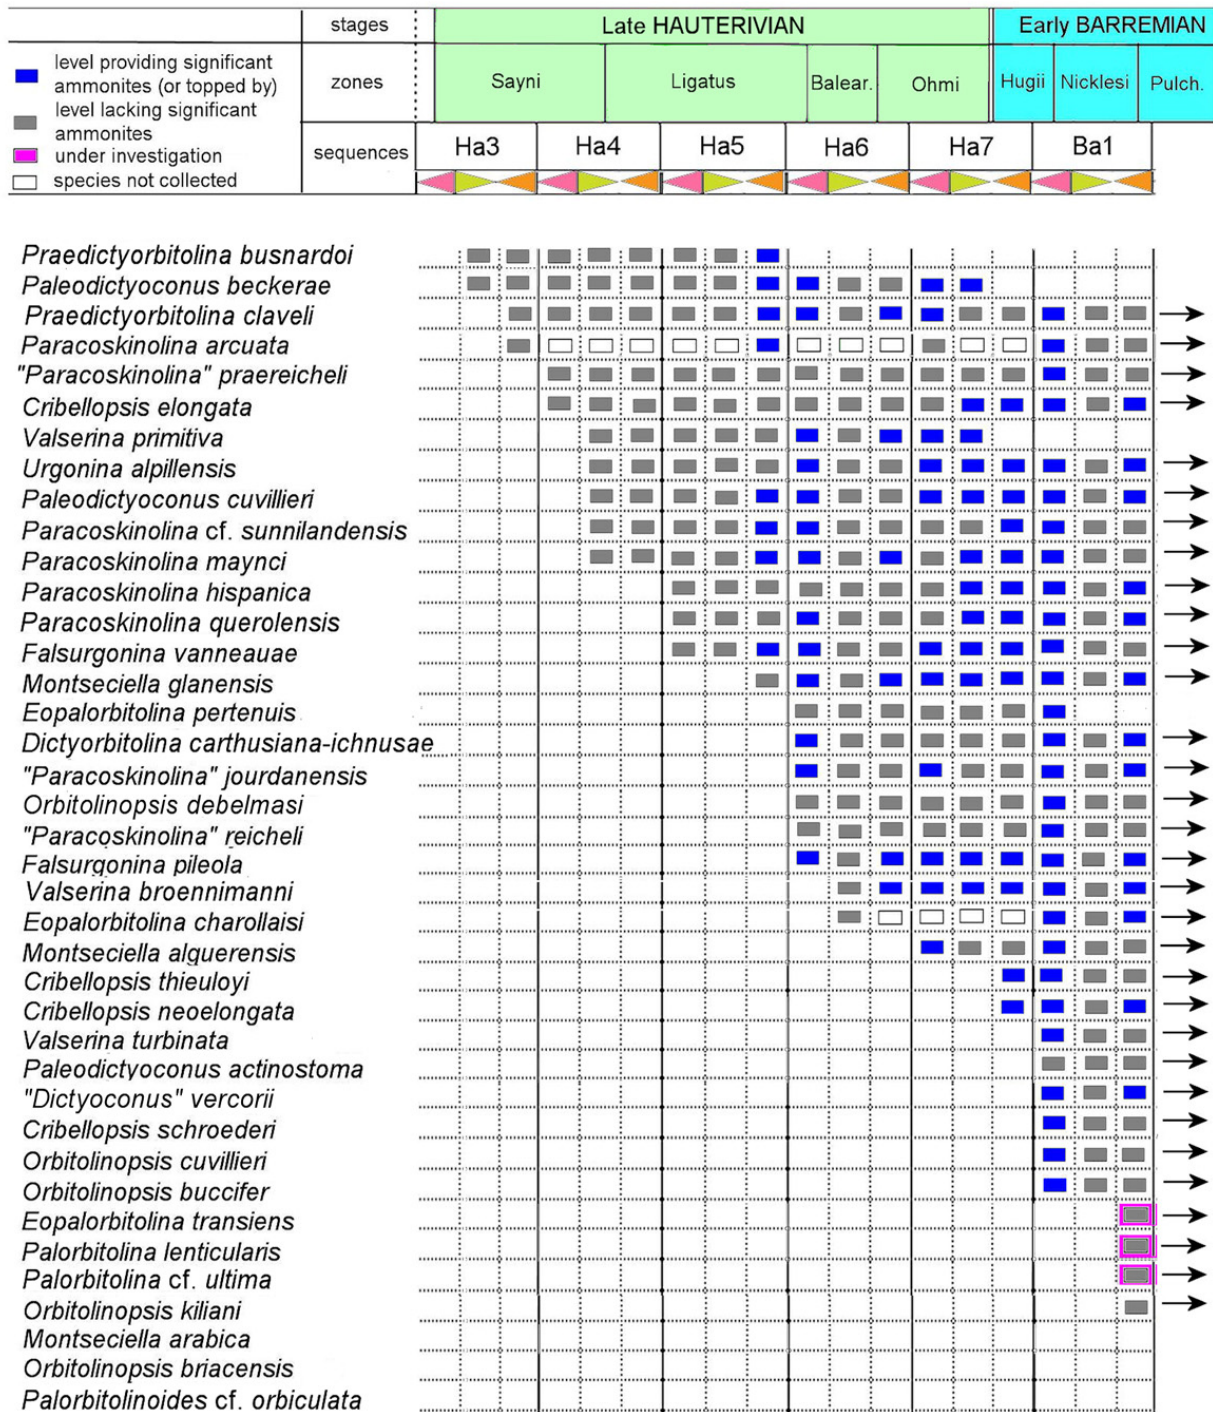 stages
Late HAUTERIVIAN
Early BARREMIAN
level providing significant
ammonites (or topped by)
level lacking significant
ammonites
under investigation
species not collected
zones
Sayni
Ligatus
Balear.
Ohmi
Hugii
Nicklesi
Pulch.
sequences
Ha3
Ha4
Ha5
Ha6
Ha7
Ba1
Praedictyorbitolina busnardoi
Paleodictyoconus beckerae
Praedictyorbitolina claveli
Paracoskinolina arcuata
"Paracoskinolina" praereicheli
Cribellopsis elongata
Valserina primitiva
Urgonina alpillensis
Paleodictyoconus cuvillieri
Paracoskinolina cf. sunnilandensis
Paracoskinolina maynci
Paracoskinolina hispanica
Paracoskinolina querolensis
Falsurgonina vanneauae
Montseciella glanensis
Eopalorbitolina pertenuis
Dictyorbitolina carthusiana-ichnusae
"Paracoskinolina" jourdanensis
Orbitolinopsis debelmasi
"Paracoskinolina" reicheli
Falsurgonina pileola
Valserina broennimanni
Eopalorbitolina charollaisi
Montseciella alguerensis
Cribellopsis thieuloyi
Cribellopsis neoelongata
Valserina turbinata
Paleodictyoconus actinostoma
"Dictyoconus" vercorii
Cribellopsis schroederi
Orbitolinopsis cuvillieri
Orbitolinopsis buccifer
Eopalorbitolina transiens
Palorbitolina lenticularis
Palorbitolina cf. ultima
Orbitolinopsis kiliani
Montseciella arabica
Orbitolinopsis briacensis
Palorbitolinoides cf. orbiculata